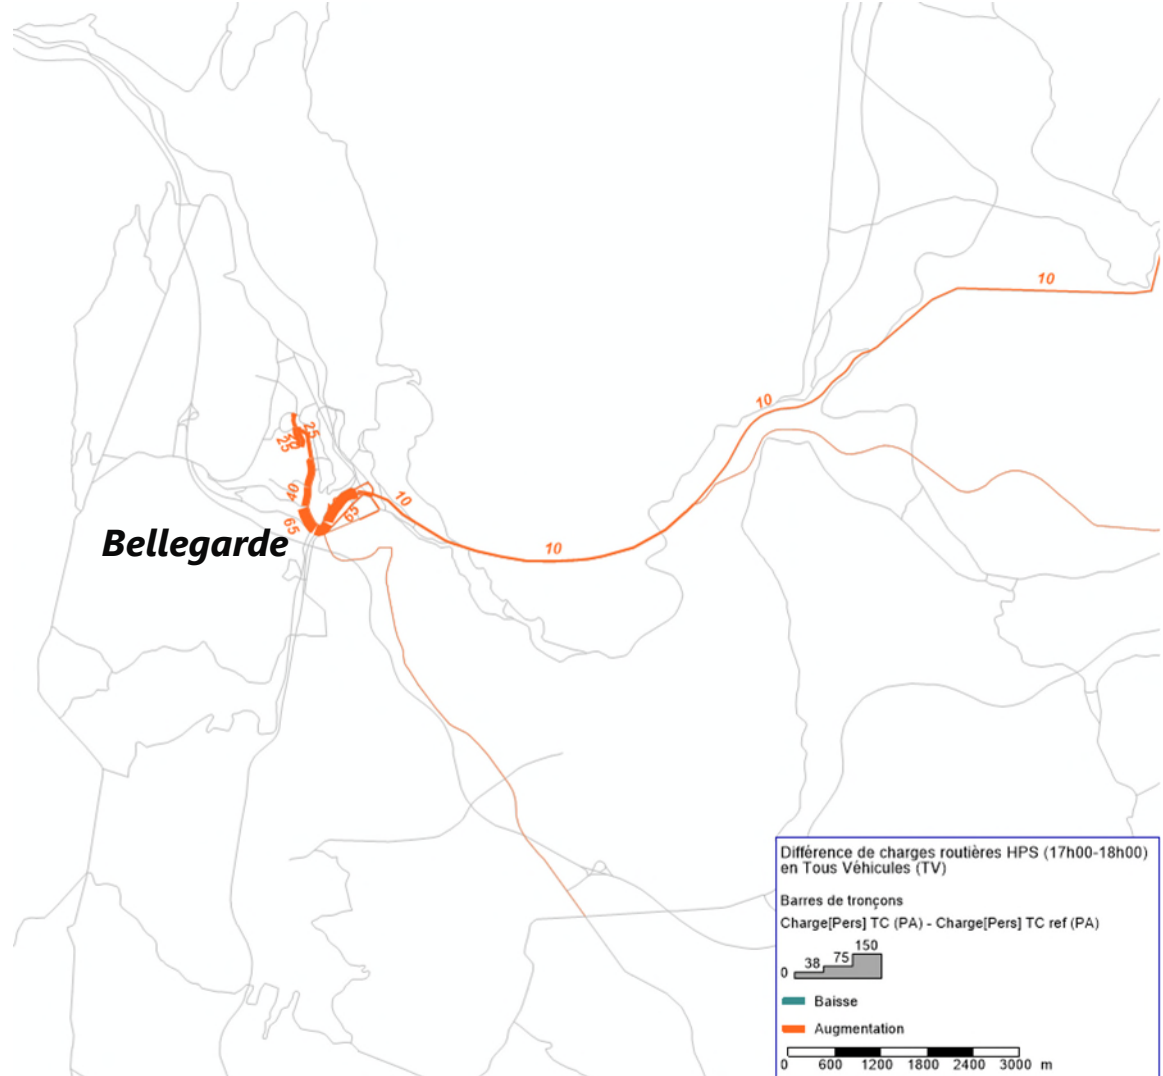 10
10
25
25
40
10
65
65
Bellegarde
10
Différence de charges routières HPS (17h00-18h00)
en Tous Véhicules (TV)
Barres de tronçons
Charge[Pers] TC (PA) - Charge[Pers] TC ref (PA)
0 38 75 150
Baisse
Augmentation
0 600 1200 1800 2400 3000 m